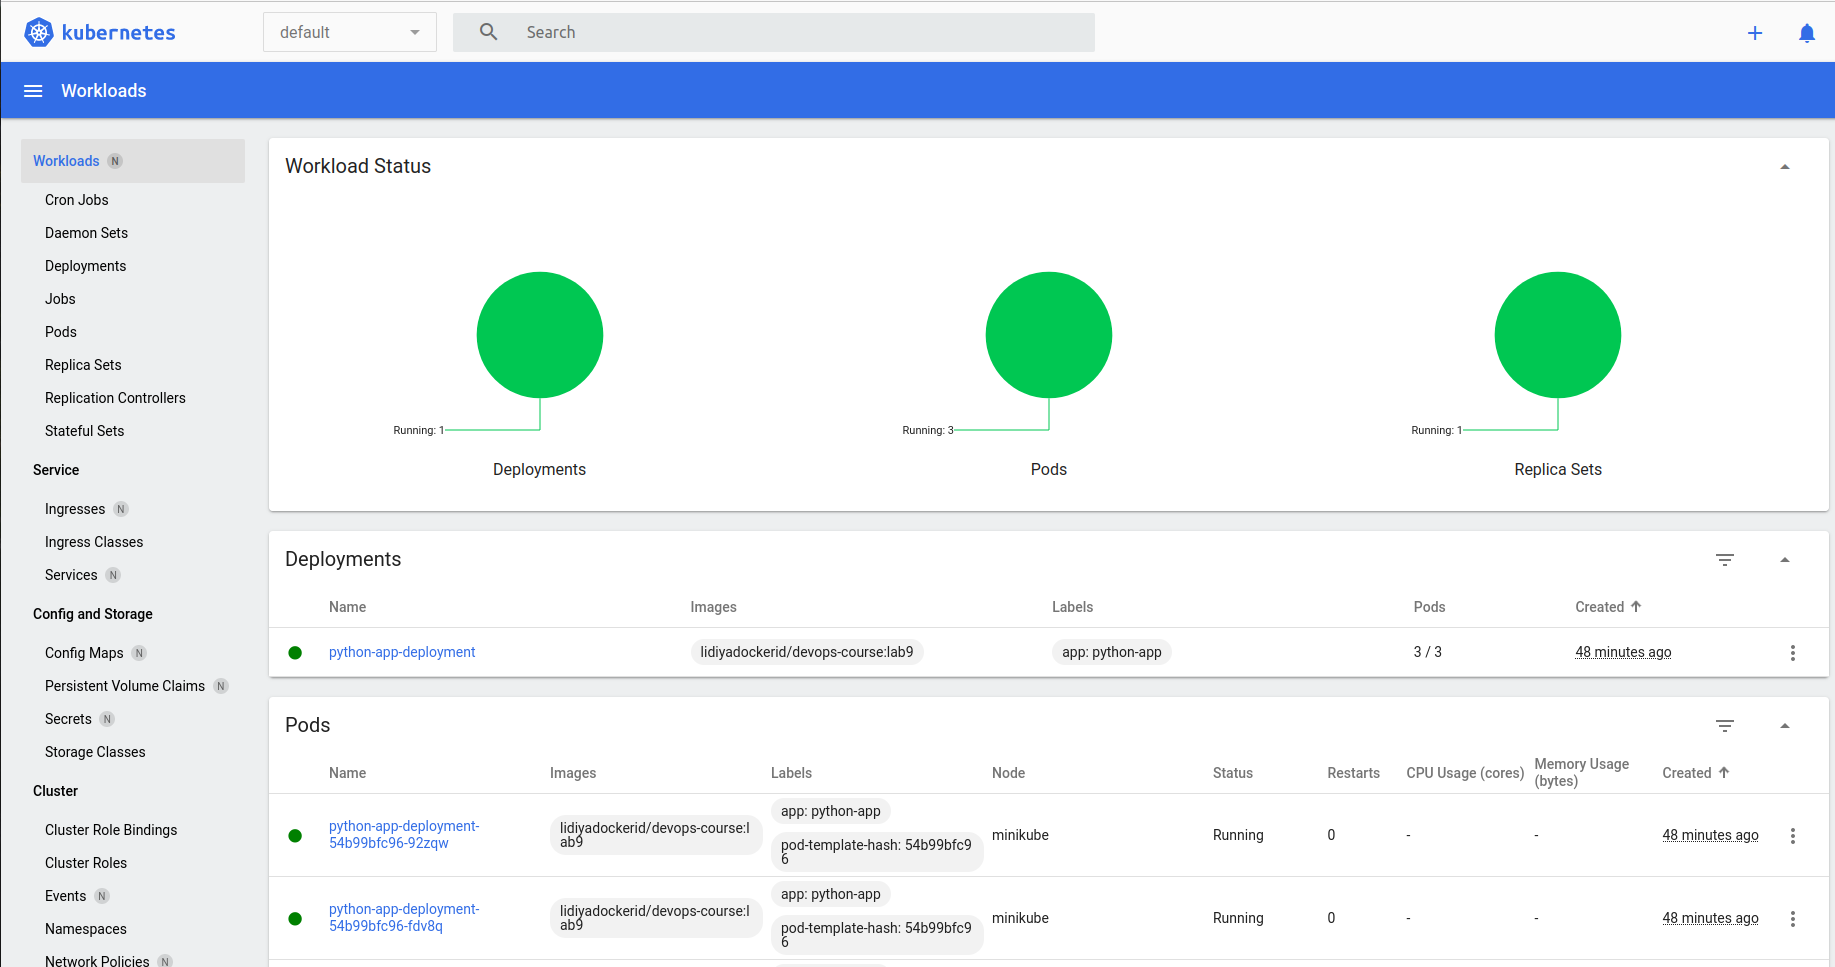 kubernetes
default
Search
Workloads
Workloads N
Cron Jobs
Daemon Sets
Deployments
Jobs
Pods
Replica Sets
Replication Controllers
Stateful Sets
Service
Ingresses N
Ingress Classes
Services N
Config and Storage
Config Maps N
Persistent Volume Claims N
Secrets N
Storage Classes
Cluster
Cluster Role Bindings
Cluster Roles
Events N
Namespaces
Network Policies N
Workload Status
Running: 1
Deployments
Running: 3
Pods
Running: 1
Replica Sets
Deployments
Name Images Labels Pods Created
python-app-deployment lidiyadockerid/devops-course:lab9 app: python-app 3 / 3 48 minutes ago
Pods
Name Images Labels Node Status Restarts CPU Usage (cores) Memory Usage
(bytes) Created
app: python-app
python-app-deployment-
54b99bfc96-92zqw
lidiyadockerid/devops-course:l
ab9
pod-template-hash: 54b99bfc9
6
minikube Running 0 - - 48 minutes ago
app: python-app
python-app-deployment-
54b99bfc96-fdv8q
lidiyadockerid/devops-course:l
ab9
pod-template-hash: 54b99bfc9
6
minikube Running 0 - - 48 minutes ago